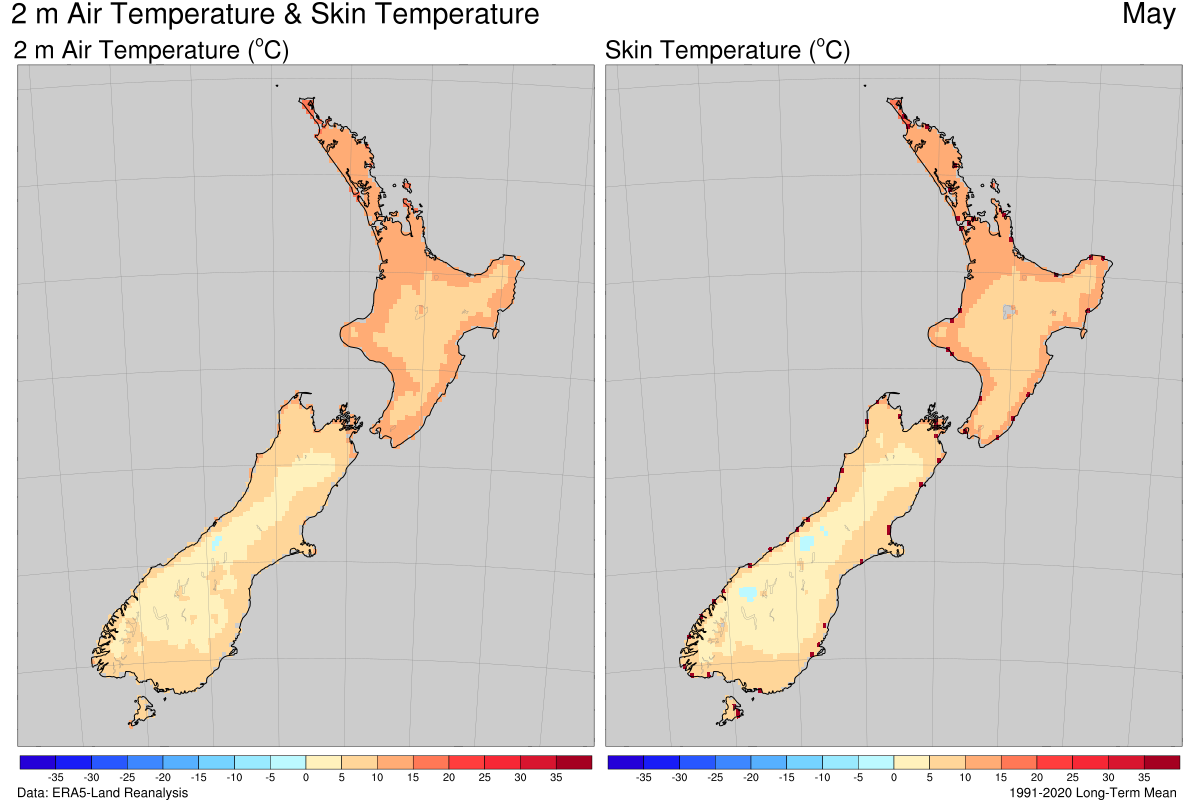 2 m Air Temperature & Skin Temperature May
2 m Air Temperature (°C) Skin Temperature (°C)
-35 -30 -25 -20 -15 -10 -5 0 5 10 15 20 25 30 35 -35 -30 -25 -20 -15 -10 -5 0 5 10 15 20 25 30 35
Data: ERA5-Land Reanalysis 1991-2020 Long-Term Mean